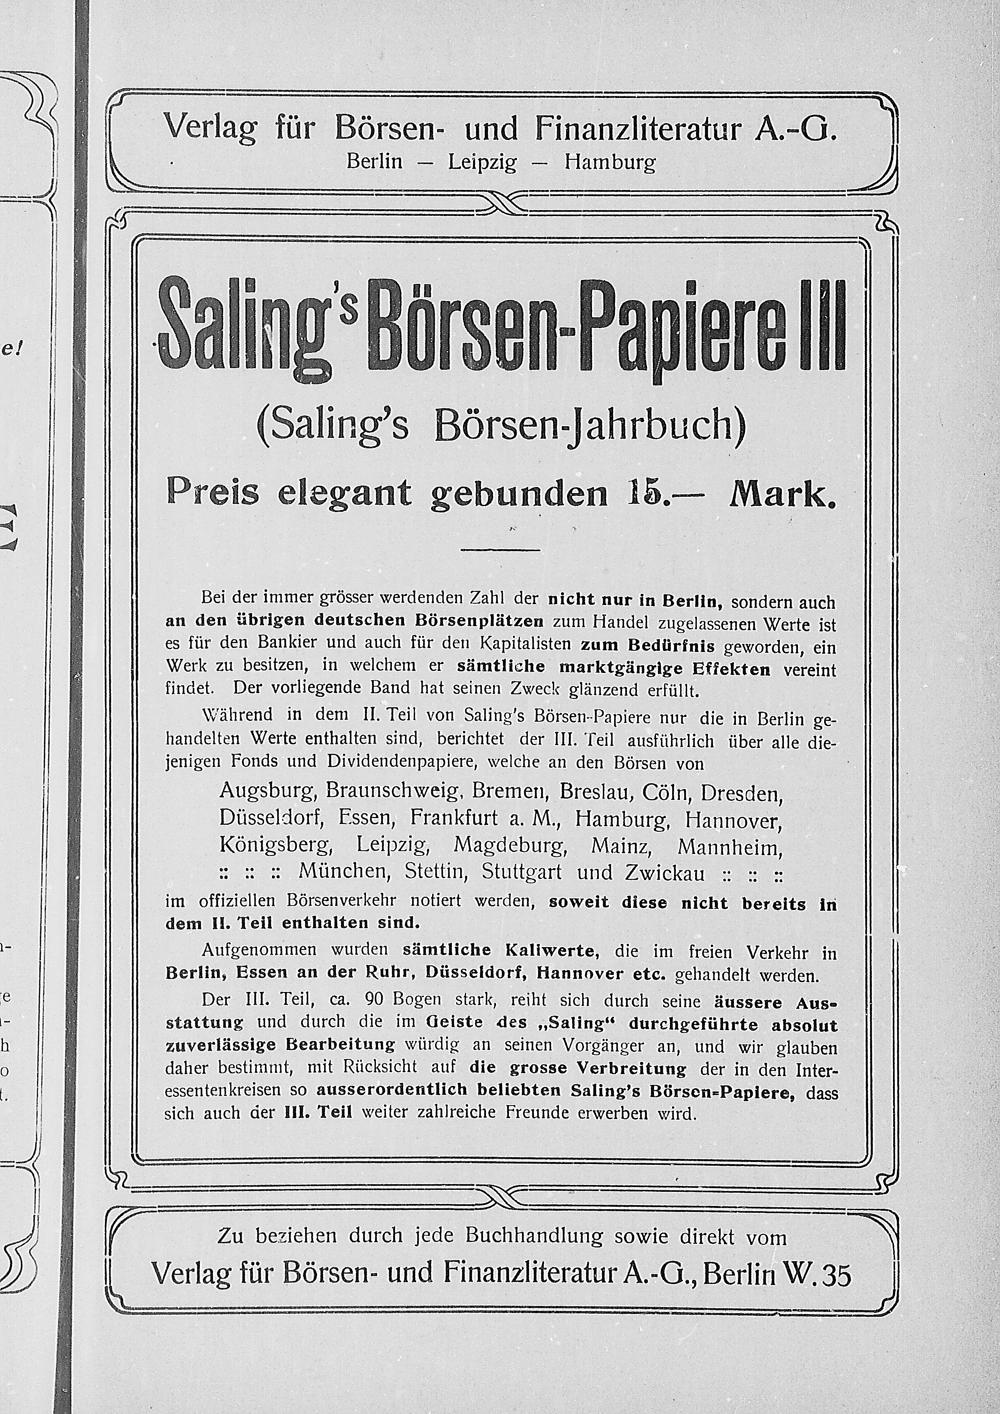 Verlag für Börsen- und Finanzliteratur A.-G.
Berlin — Leipzig — Hamburg
Saling's Börsen-Papiere III
(Saling's Börsen-Jahrbuch)
Preis elegant gebunden 15.— Mark.
Bei der immer grösser werdenden Zahl der nicht nur in Berlin, sondern auch
an den übrigen deutschen Börsenplätzen zum Handel zugelassenen Werte ist
es für den Bankier und auch für den Kapitalisten zum Bedürfnis geworden, ein
Werk zu besitzen, in welchem er sämtliche marktgängige Effekten vereint
findet. Der vorliegende Band hat seinen Zweck glänzend erfüllt.
Während in dem II. Teil von Saling's Börsen-Papiere nur die in Berlin ge-
handelten Werte enthalten sind, berichtet der III. Teil ausführlich über alle die-
jenigen Fonds und Dividendenpapiere, welche an den Börsen von
Augsburg, Braunschweig, Bremen, Breslau, Cöln, Dresden,
Düsseldorf, Essen, Frankfurt a. M., Hamburg, Hannover,
Königsberg, Leipzig, Magdeburg, Mainz, Mannheim,
:: :: :: München, Stettin, Stuttgart und Zwickau :: :: ::
im offiziellen Börsenverkehr notiert werden, soweit diese nicht bereits in
dem II. Teil enthalten sind.
Aufgenommen wurden sämtliche Kaliwerte, die im freien Verkehr in
Berlin, Essen an der Ruhr, Düsseldorf, Hannover etc. gehandelt werden.
Der III. Teil, ca. 90 Bogen stark, reiht sich durch seine äussere Aus-
stattung und durch die im Geiste des „Saling“ durchgeführte absolut
zuverlässige Bearbeitung würdig an seinen Vorgänger an, und wir glauben
daher bestimmt, mit Rücksicht auf die grosse Verbreitung der in den Inter-
essentenkreisen so ausserordentlich beliebten Saling's Börsen-Papiere, dass
sich auch der III. Teil weiter zahlreiche Freunde erwerben wird.
Zu beziehen durch jede Buchhandlung sowie direkt vom
Verlag für Börsen- und Finanzliteratur A.-G., Berlin W. 35